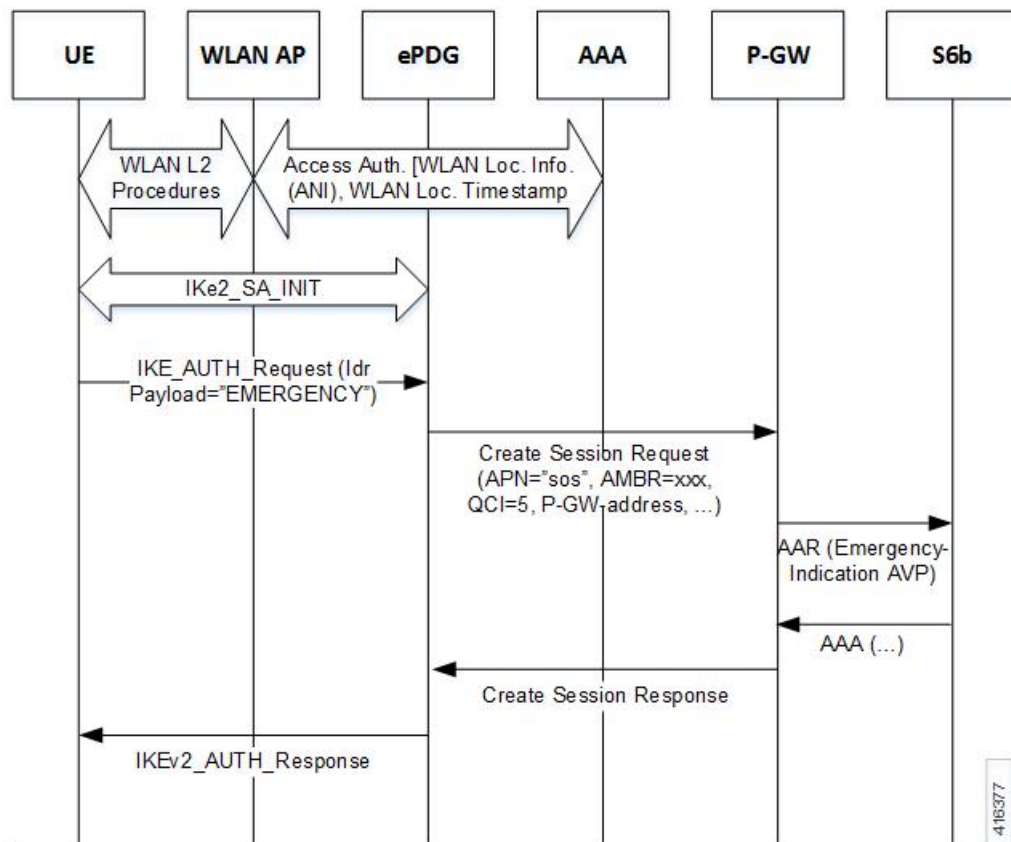 UE
WLAN AP
ePDG
AAA
P-GW
S6b
WLAN L2
Procedures
Access Auth. [WLAN Loc. Info.
(ANI), WLAN Loc. Timestamp
IKe2_SA_INIT
IKE_AUTH_Request (Idr
Payload="EMERGENCY")
Create Session Request
(APN="sos", AMBR=xxx,
QCI=5, P-GW-address, ...)
AAR (Emergency-
Indication AVP)
AAA (...)
Create Session Response
IKEv2_AUTH_Response
416377